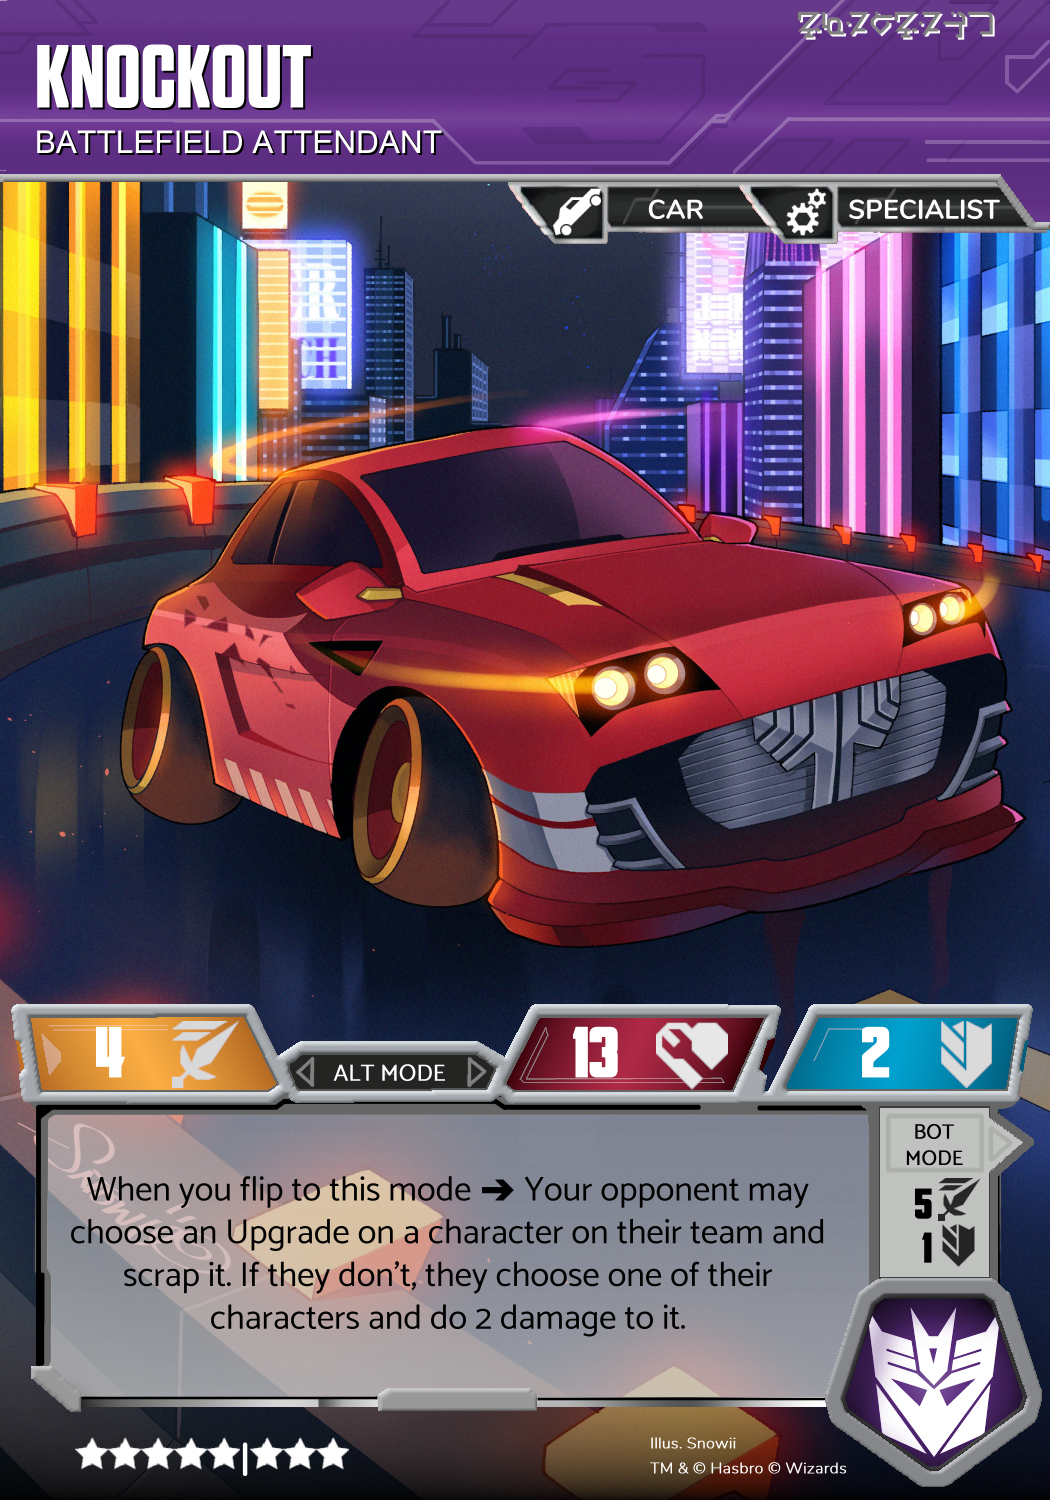 KNOCKOUT
BATTLEFIELD ATTENDANT
CAR
SPECIALIST
4
ALT MODE
13
2
When you flip to this mode ➔ Your opponent may
choose an Upgrade on a character on their team and
scrap it. If they don't, they choose one of their
characters and do 2 damage to it.
BOT
MODE
5
1
Snowii
Illus. Snowii
TM & © Hasbro © Wizards